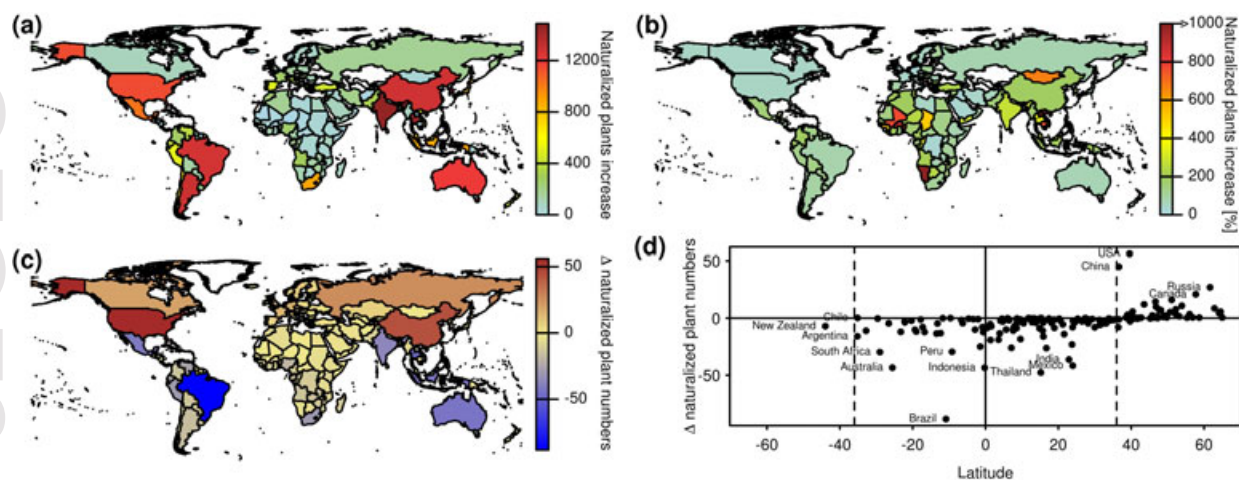 (a)
1200
800
400
0
Naturalized plants increase
(b)
>1000
800
600
400
200
0
Naturalized plants increase [%]
(c)
50
0
-50
Δ naturalized plant numbers
(d)
Δ naturalized plant numbers
50
0
-50
USA
China
Russia
Canada
Chile
New Zealand
Argentina
South Africa
Peru
India
Australia
Indonesia
Mexico
Thailand
Brazil
-60 -40 -20 0 20 40 60
Latitude